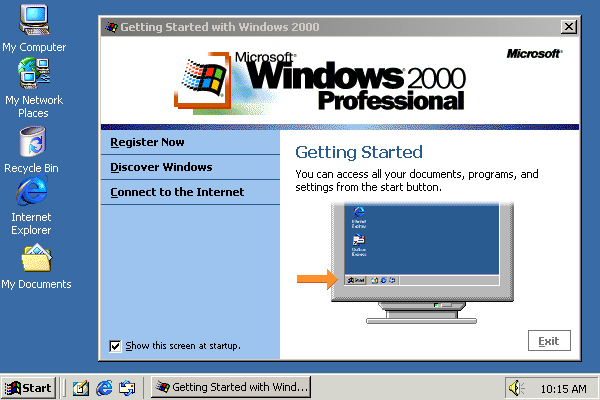 My Computer
My Network
Places
Recycle Bin
Internet
Explorer
My Documents
Getting Started with Windows 2000
Microsoft
Microsoft®
Windows® 2000
Professional
Register Now
Discover Windows
Connect to the Internet
Getting Started
You can access all your documents, programs, and
settings from the start button.
Internet
Explorer
Outlook
Express
Start
Show this screen at startup.
Exit
Start
Getting Started with Wind...
10:15 AM